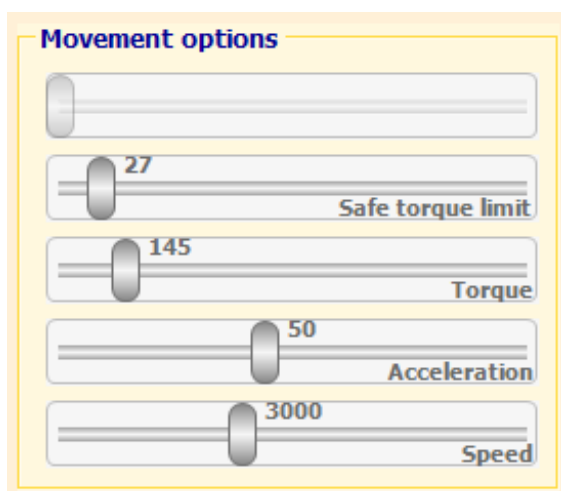 Movement options
27
Safe torque limit
145
Torque
50
Acceleration
3000
Speed